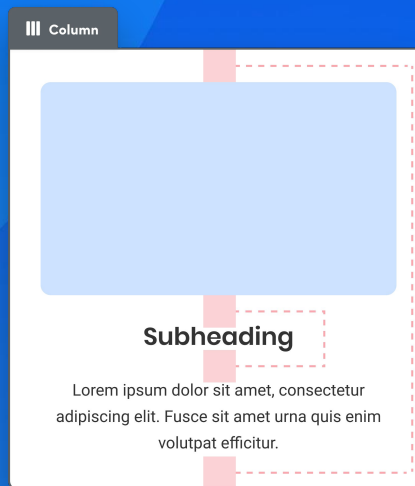 Column
Subheading
Lorem ipsum dolor sit amet, consectetur
adipiscing elit. Fusce sit amet urna quis enim
volutpat efficitur.